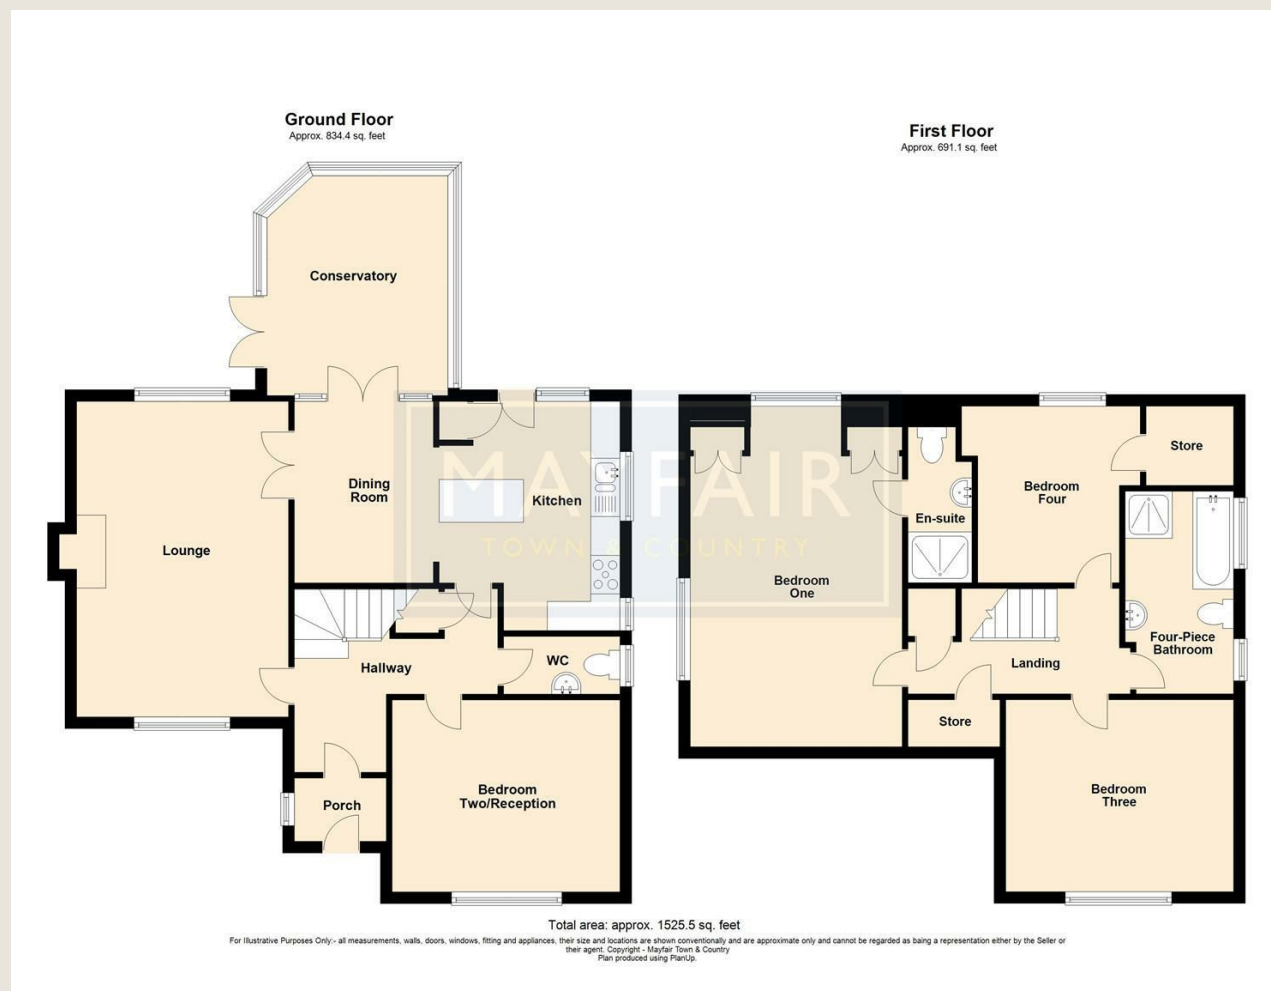 Ground Floor
Approx. 834.4 sq. feet
First Floor
Approx. 691.1 sq. feet
Conservatory
Dining
Room
Kitchen
Lounge
Hallway
WC
Bedroom
Two/Reception
Porch
MAYFAIR
TOWN & COUNTRY
Bedroom
One
En-suite
Bedroom
Four
Store
Four-Piece
Bathroom
Landing
Store
Bedroom
Three
Total area: approx. 1525.5 sq. feet
For Illustrative Purposes Only:- all measurements, walls, doors, windows, fitting and appliances, their size and locations are shown conventionally and are approximate only and cannot be regarded as being a representation either by the Seller or
their agent. Copyright - Mayfair Town & Country
Plan produced using PlanUp.